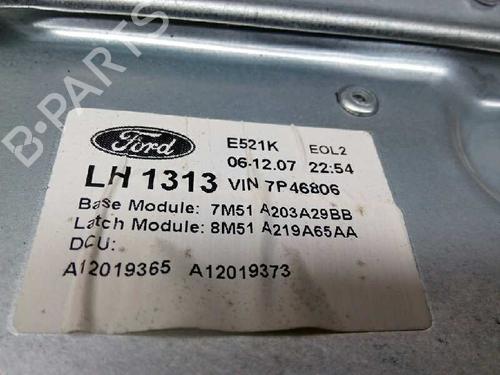 B-PARTS
Ford
E521K EOL2
06-12.07 22:54
LH 1313 VIN 7P46806
Base Module: 7M51 A203A29BB
Latch Module: 8M51 A219A65AA
DCU:
A12019365 A12019373